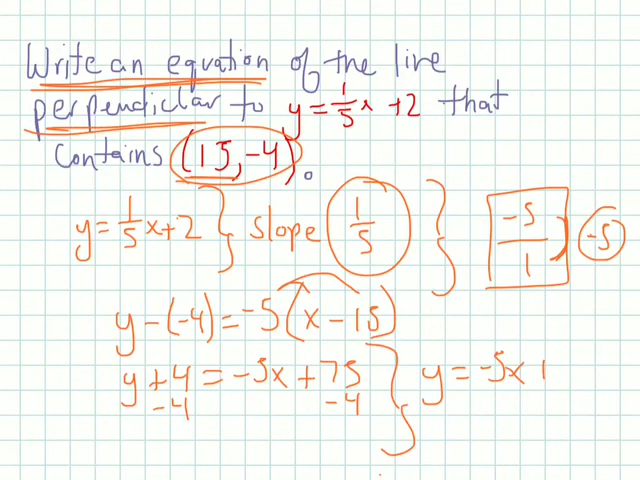 Write an equation of the line
perpendiclar to y = 1/5 x + 2 that
contains (15, -4).
y = 1/5 x + 2 } slope 1/5 } -5/1 -5
y - (-4) = -5(x - 15)
y + 4 = -5x + 75 } y = -5x
-4 -4